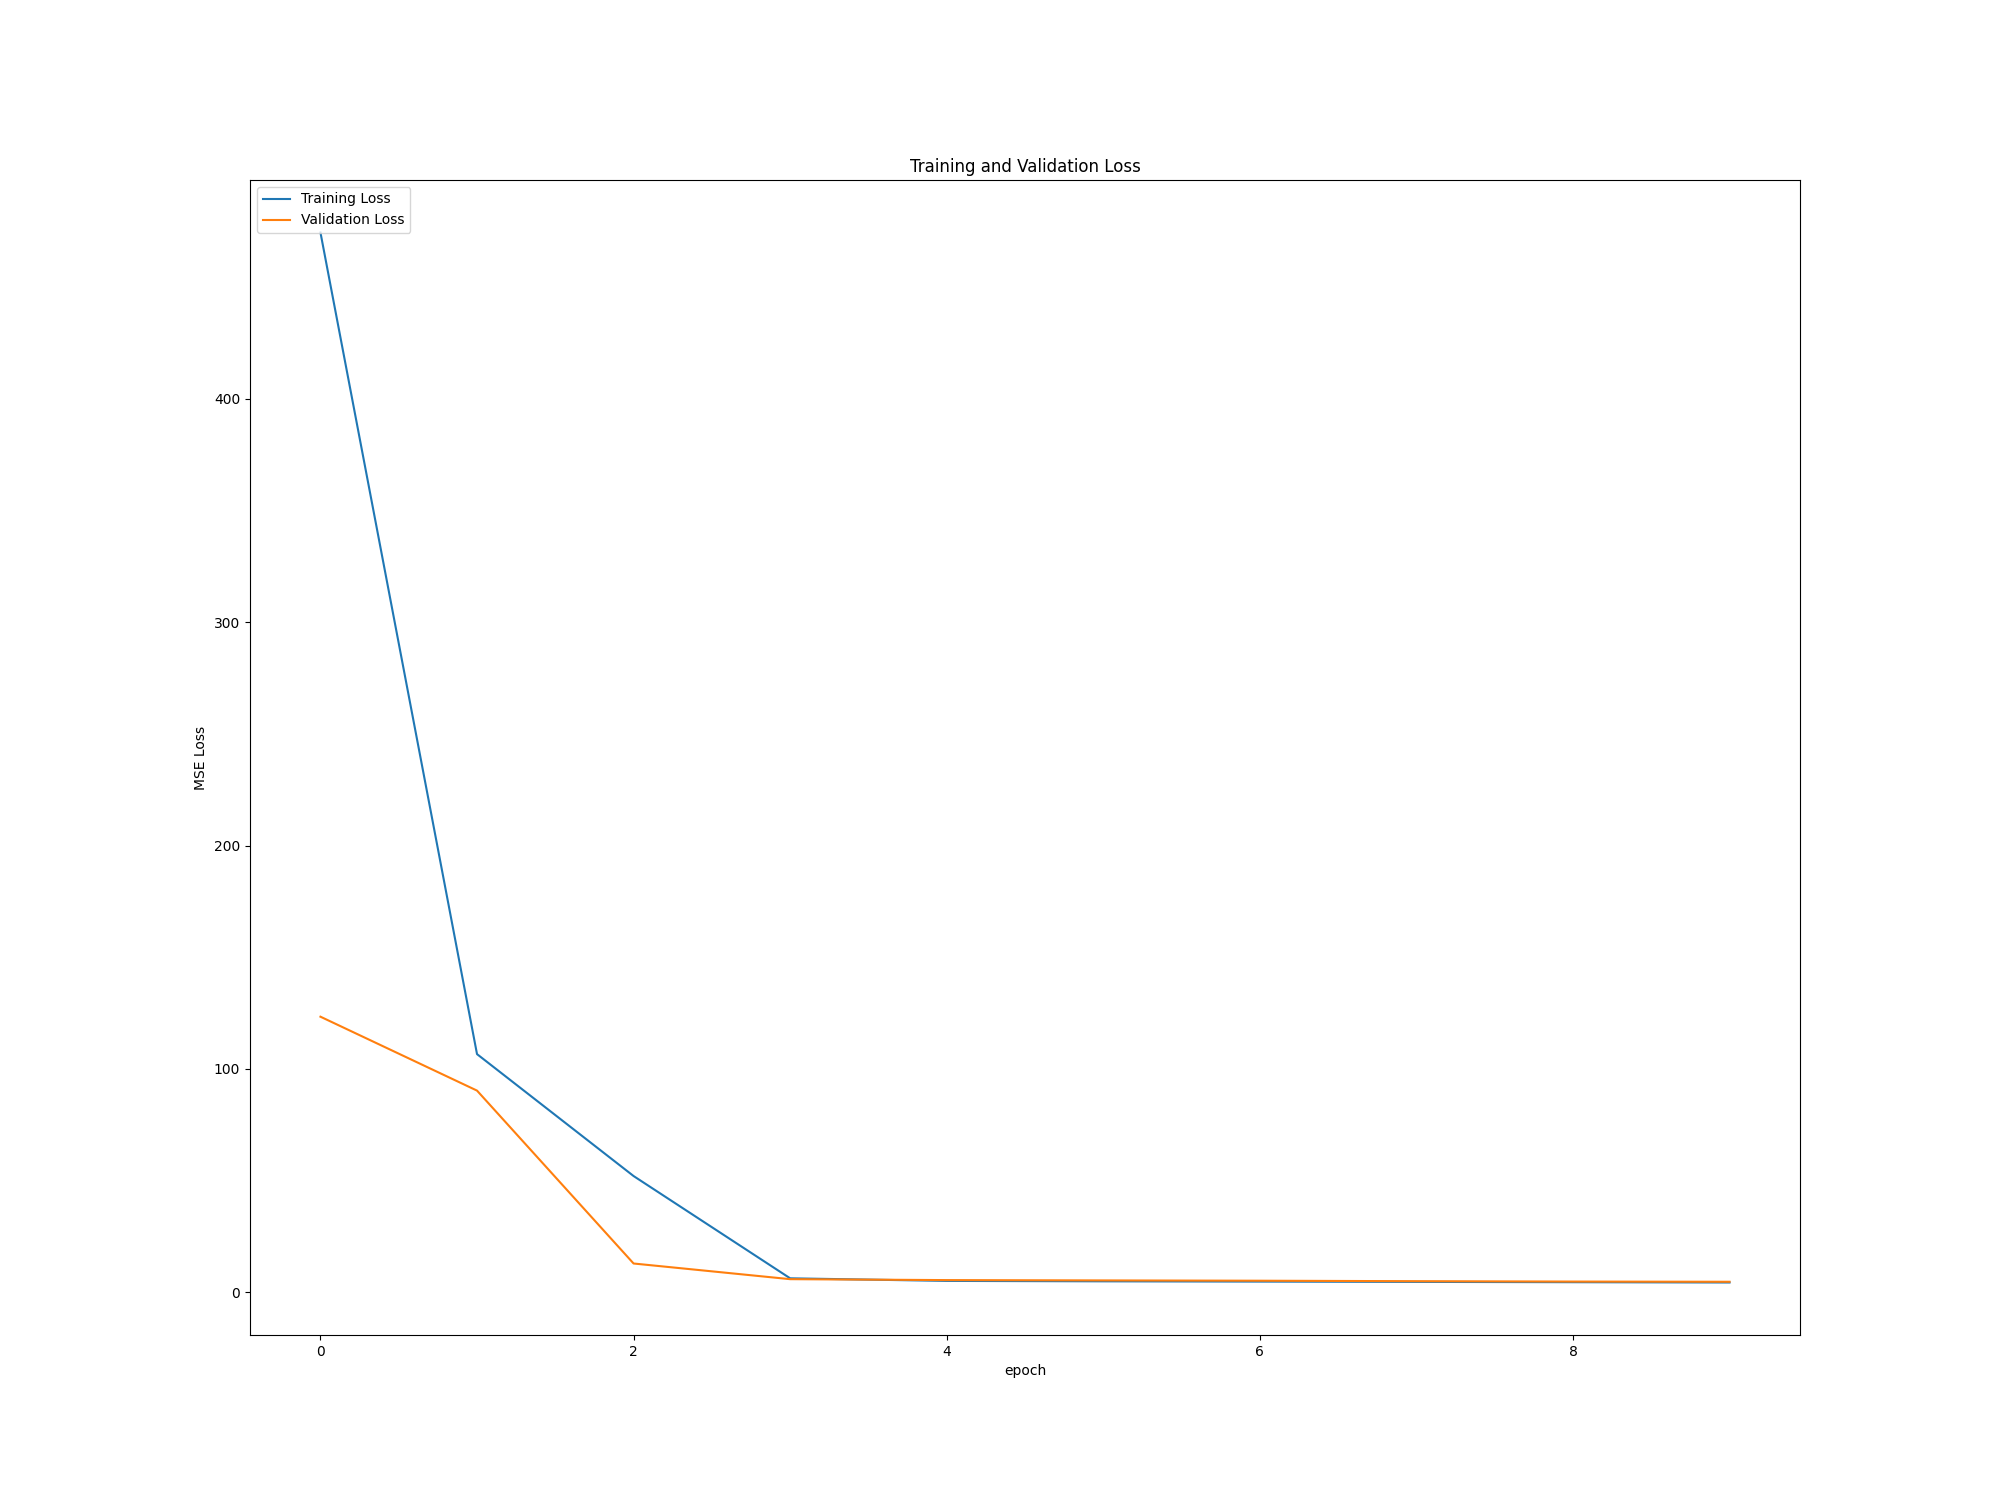 Training and Validation Loss
Training Loss
Validation Loss
400
300
200
100
0
MSE Loss
0 2 4 6 8
epoch